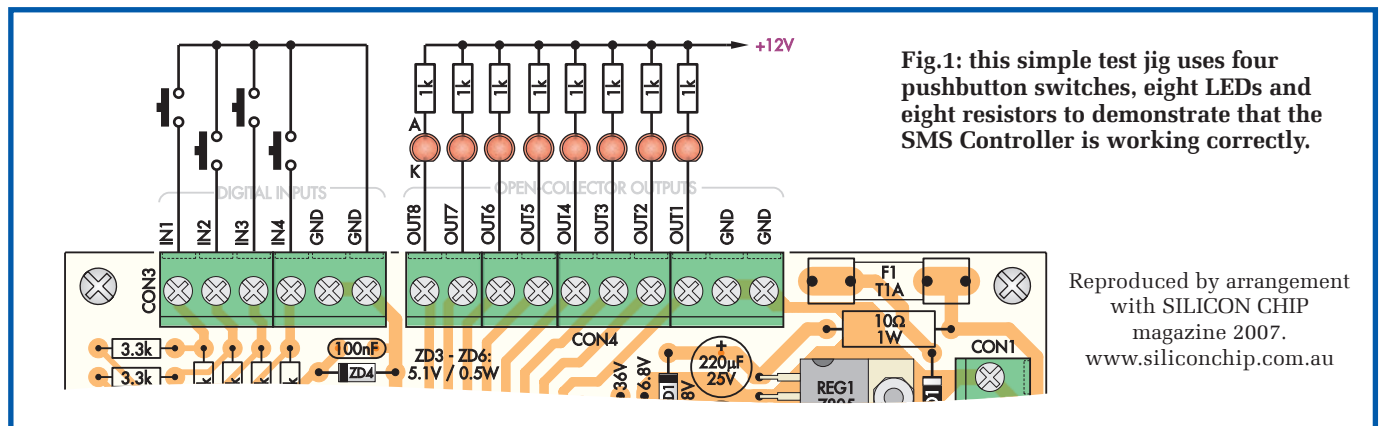 +12V
1k 1k 1k 1k 1k 1k 1k 1k
A
K
DIGITAL INPUTS
OPEN-COLLECTOR OUTPUTS
IN1 IN2 IN3 IN4 GND GND
OUT8 OUT7 OUT6 OUT5 OUT4 OUT3 OUT2 OUT1 GND GND
CON3
CON4
F1
T1A
10Ω
1W
CON1
3.3k
3.3k
100nF
ZD4
ZD3 - ZD6:
5.1V / 0.5W
36V
6.8V
+
220µF
25V
REG1
Fig.1: this simple test jig uses four
pushbutton switches, eight LEDs and
eight resistors to demonstrate that the
SMS Controller is working correctly.
Reproduced by arrangement
with SILICON CHIP
magazine 2007.
www.siliconchip.com.au